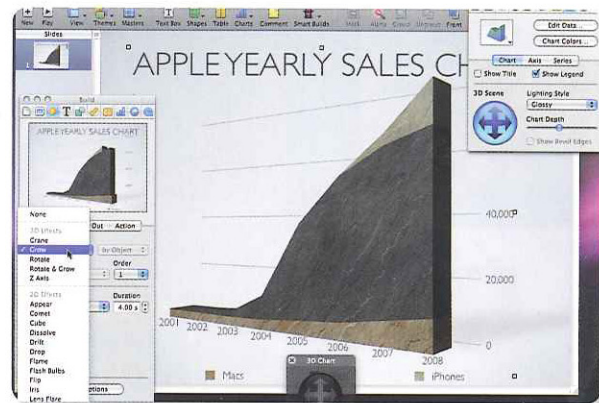 New Play View Themes Masters Text Box Shapes Table Charts Comment Smart Builds Mask Alpha Group Ungroup Front
Slides
1
APPLE YEARLY SALES CH
Edit Data...
Chart Colors...
Chart Axis Series
Show Title Show Legend
3D Scene Lighting Style
Glossy
Chart Depth
Show Bevel Edges
Build
APPLE YEARLY SALES CHART
Out Action
None
3D Effects
Crane
✓ Grow
Rotate
Rotate & Grow
Z Axis
by Object
Order
1
2D Effects
Appear
Comet
Cube
Dissolve
Drift
Drop
Flame
Flash Bulbs
Flip
Iris
Lens Flare
Duration
4.00 s
ptions
40,000
20,000
0
2001 2002 2003 2004 2005 2006 2007 2008
Macs iPhones
3D Chart